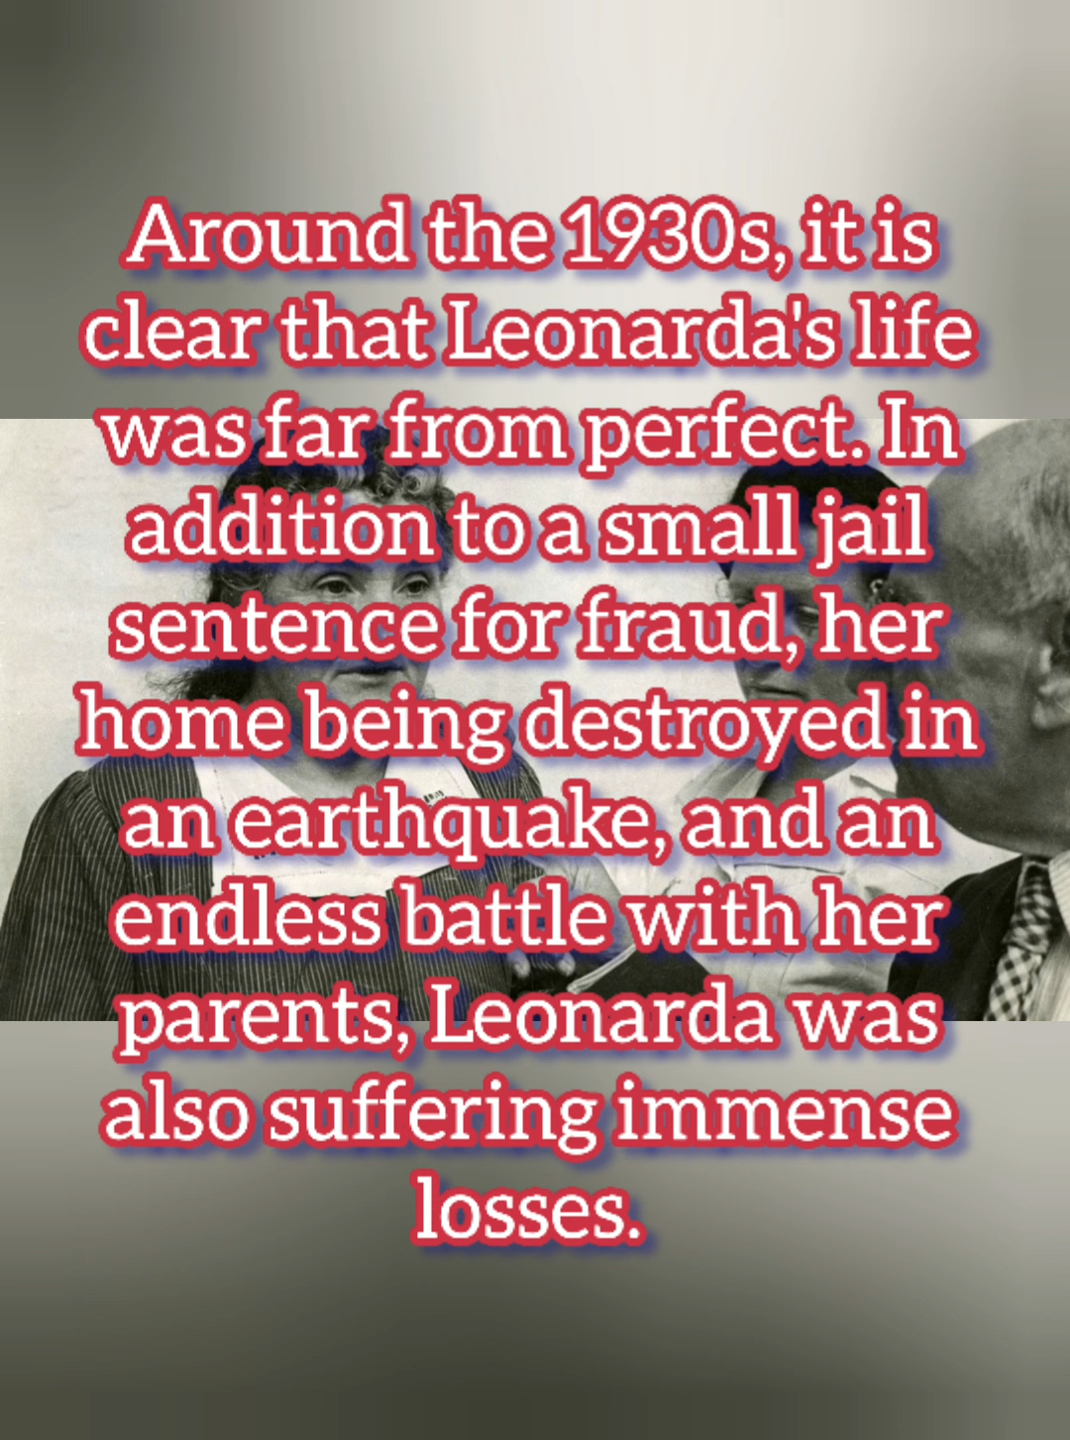 Around the 1930s, it is
clear that Leonarda's life
was far from perfect. In
addition to a small jail
sentence for fraud, her
home being destroyed in
an earthquake, and an
endless battle with her
parents, Leonarda was
also suffering immense
losses.